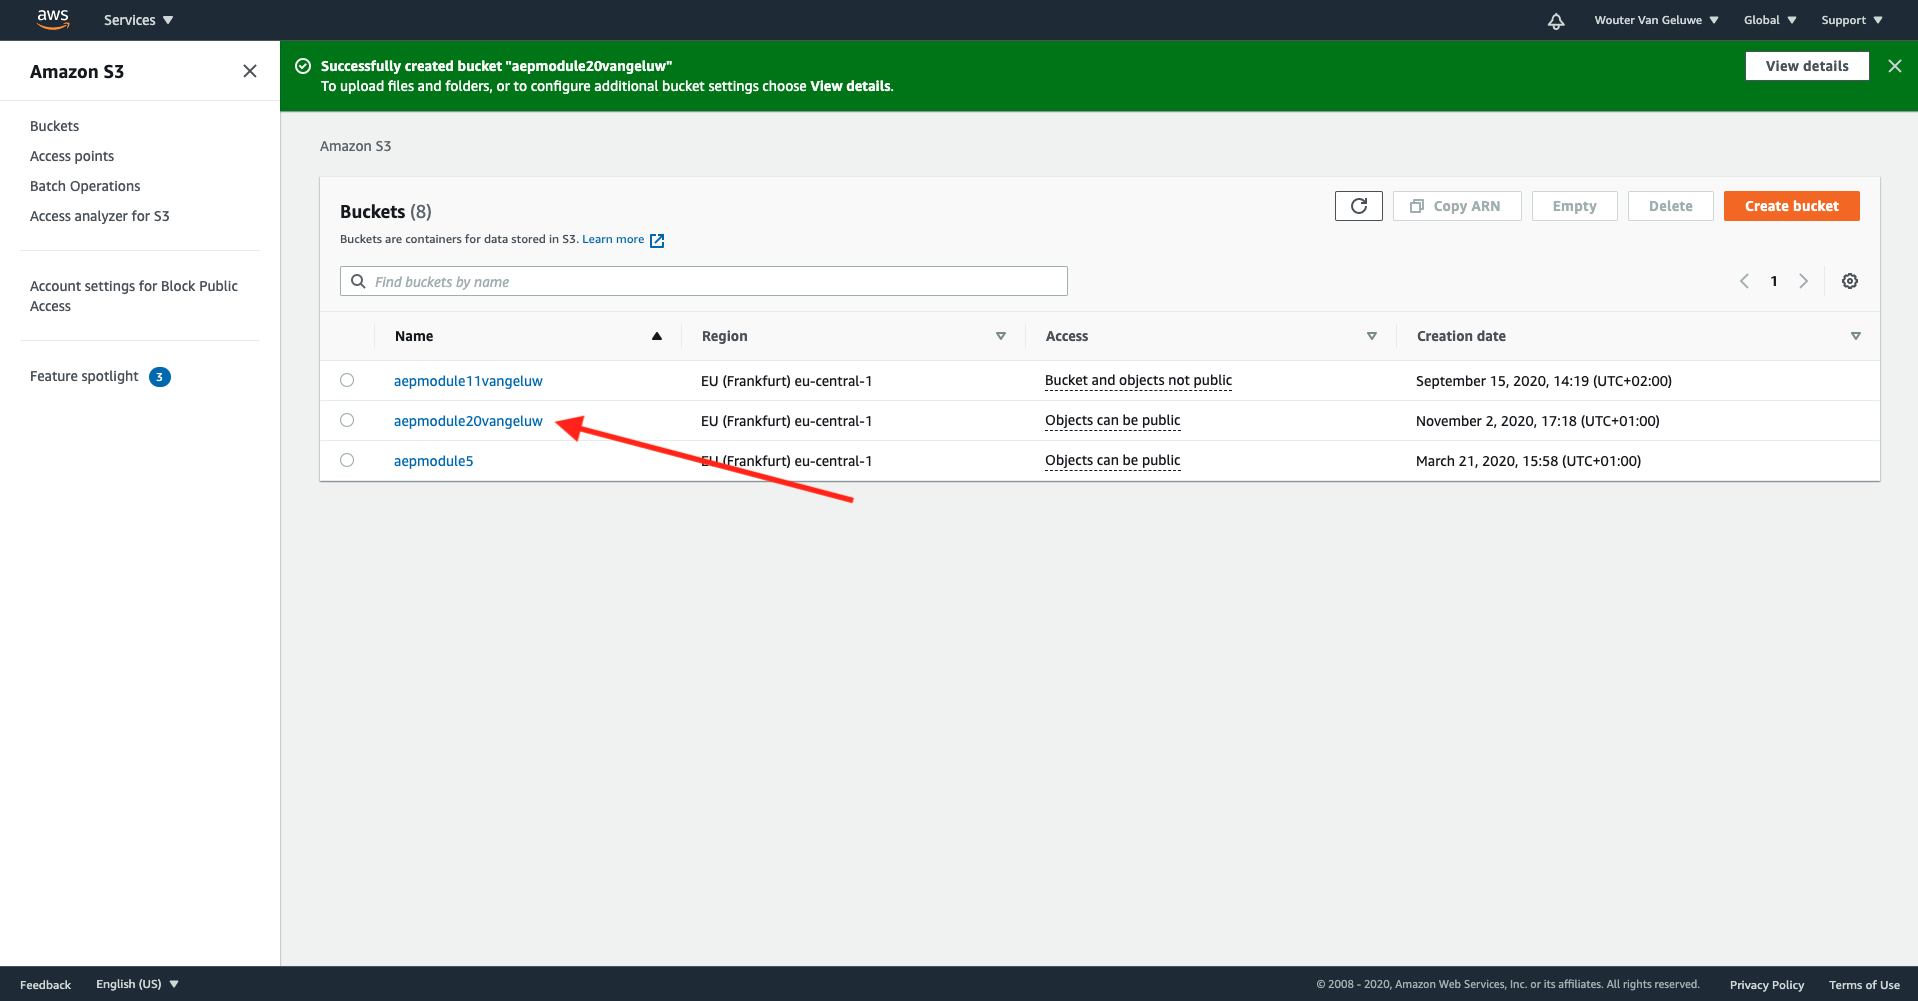 aws
Services
Wouter Van Geluwe
Global
Support
Amazon S3
Successfully created bucket "aepmodule20vangeluw"
To upload files and folders, or to configure additional bucket settings choose View details.
View details
Buckets
Access points
Batch Operations
Access analyzer for S3
Account settings for Block Public
Access
Feature spotlight 3
Amazon S3
Buckets (8)
Buckets are containers for data stored in S3. Learn more
Copy ARN
Empty
Delete
Create bucket
Find buckets by name
1
Name Region Access Creation date
aepmodule11vangeluw EU (Frankfurt) eu-central-1 Bucket and objects not public September 15, 2020, 14:19 (UTC+02:00)
aepmodule20vangeluw EU (Frankfurt) eu-central-1 Objects can be public November 2, 2020, 17:18 (UTC+01:00)
aepmodule5 EU (Frankfurt) eu-central-1 Objects can be public March 21, 2020, 15:58 (UTC+01:00)
Feedback
English (US)
© 2008 - 2020, Amazon Web Services, Inc. or its affiliates. All rights reserved.
Privacy Policy
Terms of Use